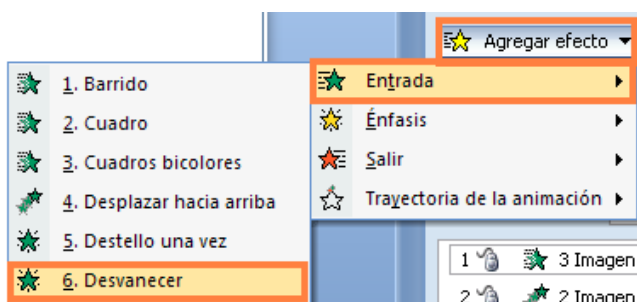 Agregar efecto
Entrada
Énfasis
Salir
Trayectoria de la animación
1. Barrido
2. Cuadro
3. Cuadros bicolores
4. Desplazar hacia arriba
5. Destello una vez
6. Desvanecer
1 3 Imagen
2 2 Imagen